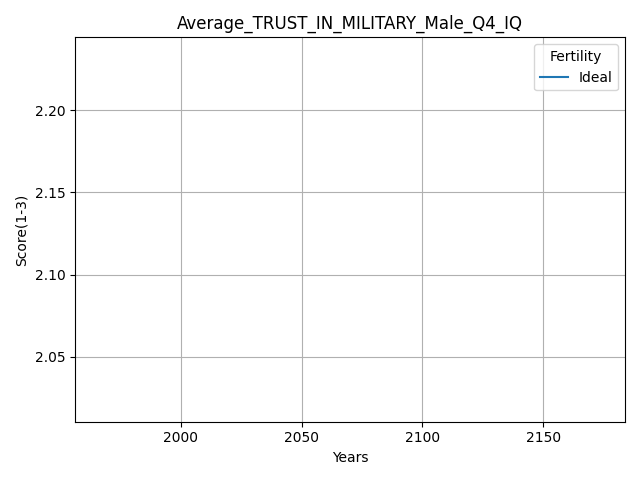 Average_TRUST_IN_MILITARY_Male_Q4_IQ
Fertility
Ideal
2.20
2.15
2.10
2.05
Score(1-3)
2000 2050 2100 2150
Years